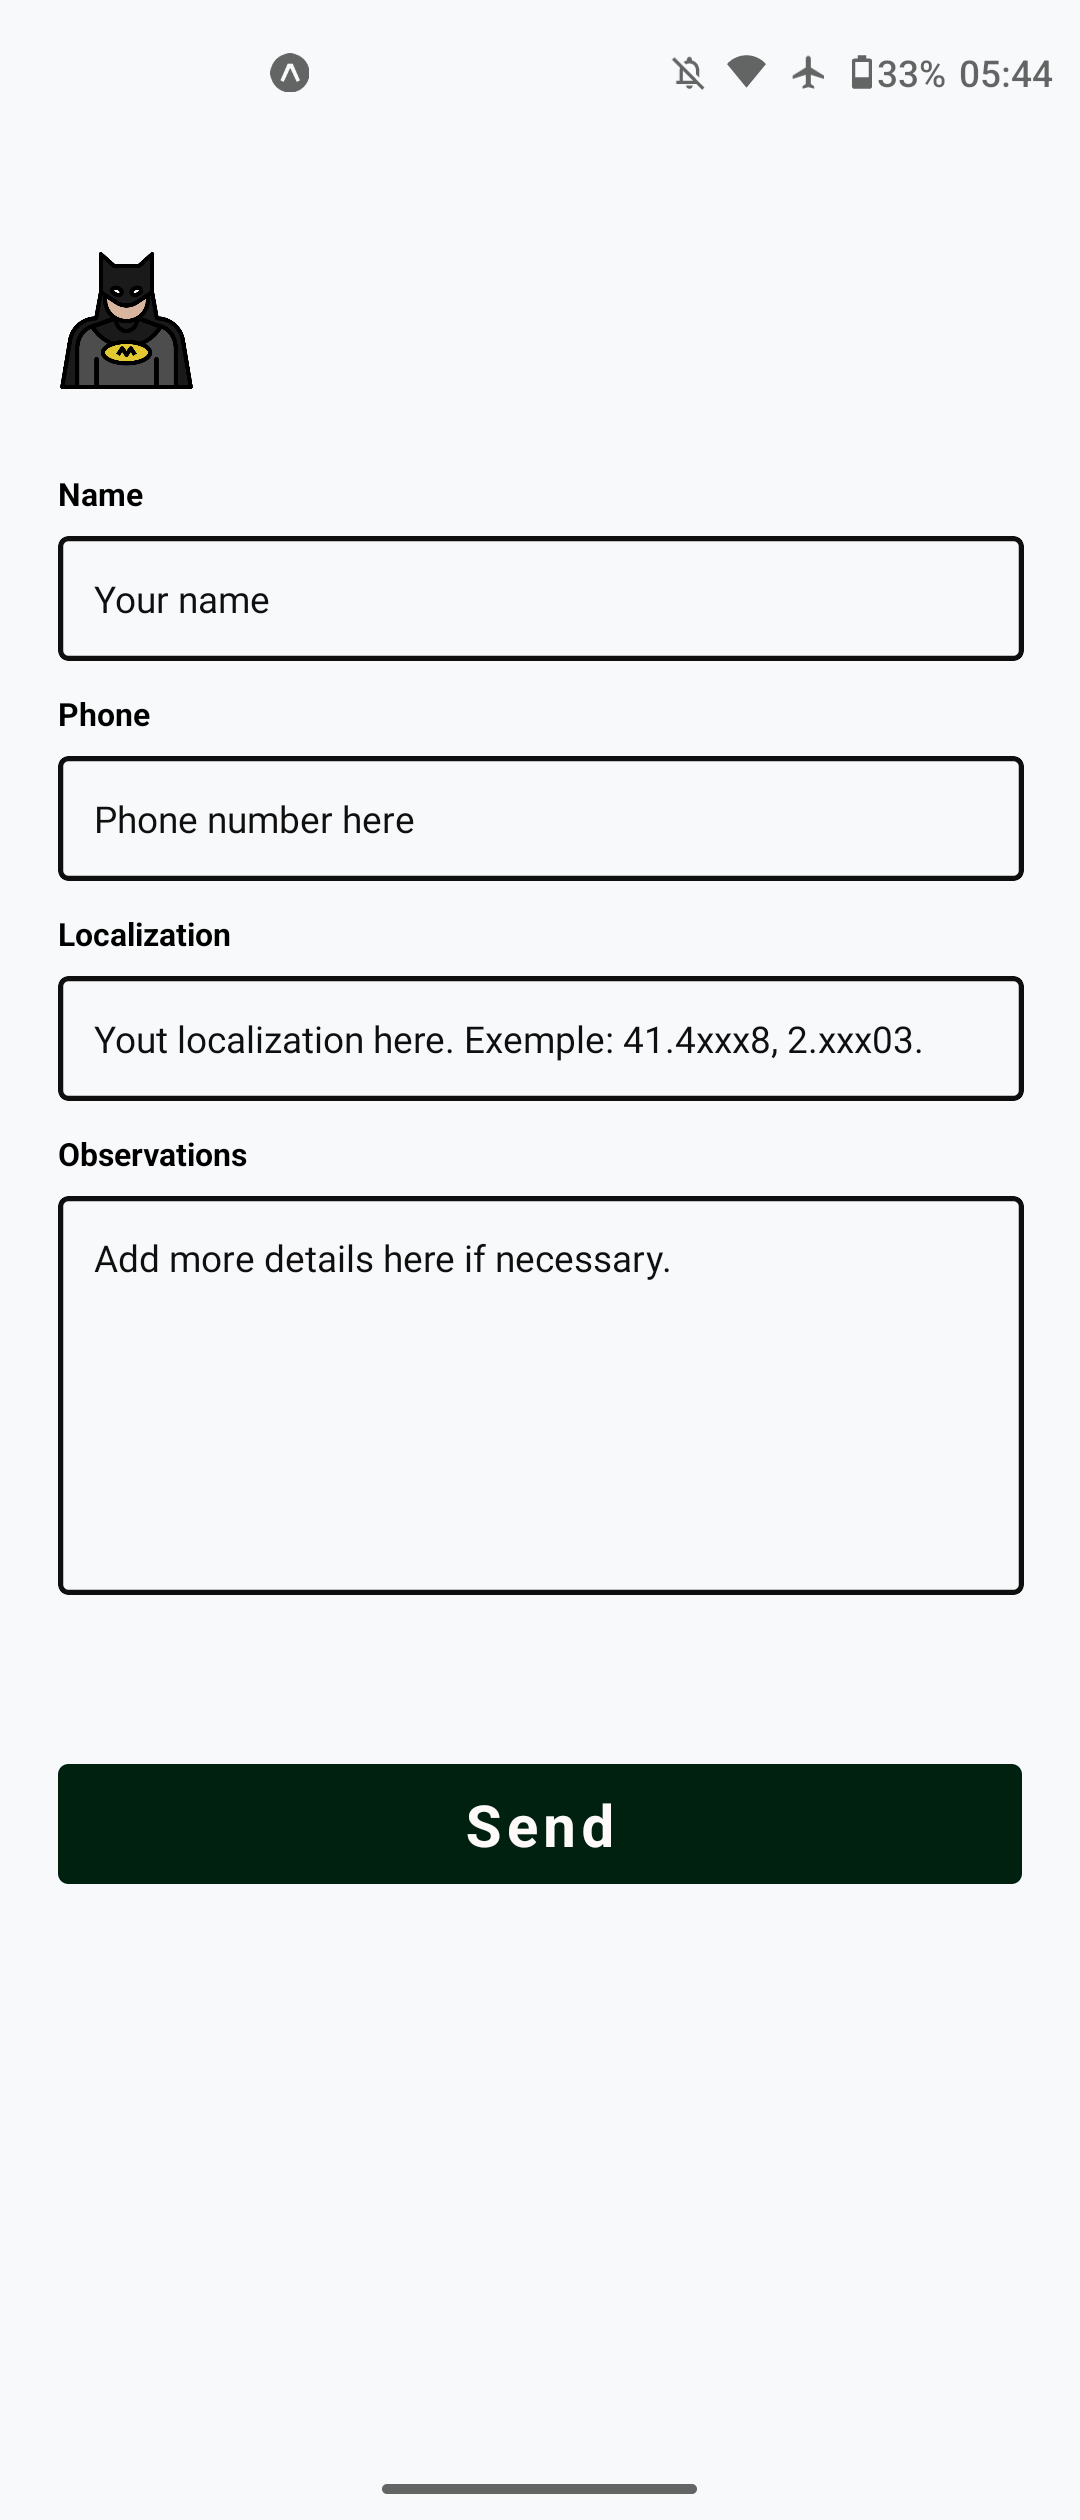 33% 05:44
Name
Your name
Phone
Phone number here
Localization
Yout localization here. Exemple: 41.4xxx8, 2.xxx03.
Observations
Add more details here if necessary.
Send